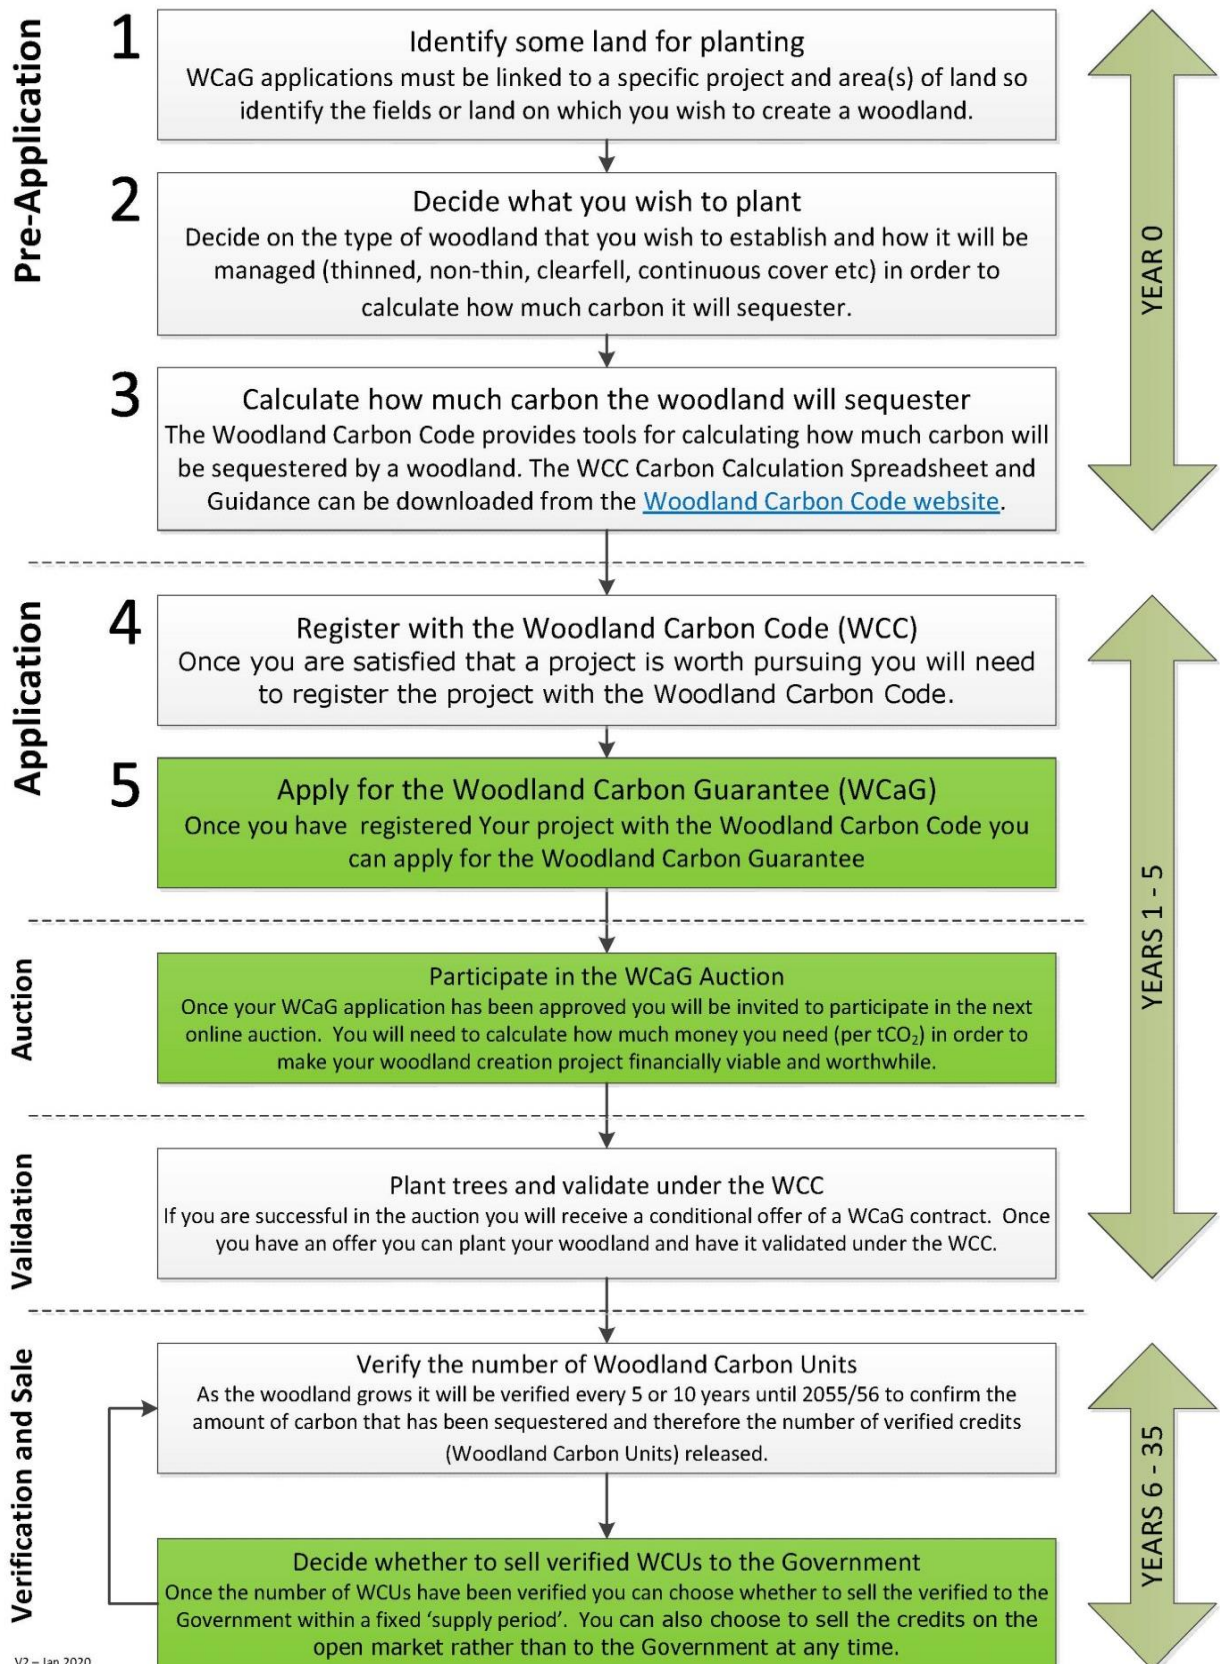 Pre-Application
1
Identify some land for planting
WCaG applications must be linked to a specific project and area(s) of land so
identify the fields or land on which you wish to create a woodland.
2
Decide what you wish to plant
Decide on the type of woodland that you wish to establish and how it will be
managed (thinned, non-thin, clearfell, continuous cover etc) in order to
calculate how much carbon it will sequester.
3
Calculate how much carbon the woodland will sequester
The Woodland Carbon Code provides tools for calculating how much carbon will
be sequestered by a woodland. The WCC Carbon Calculation Spreadsheet and
Guidance can be downloaded from the Woodland Carbon Code website.
YEAR 0
Application
4
Register with the Woodland Carbon Code (WCC)
Once you are satisfied that a project is worth pursuing you will need
to register the project with the Woodland Carbon Code.
5
Apply for the Woodland Carbon Guarantee (WCaG)
Once you have registered Your project with the Woodland Carbon Code you
can apply for the Woodland Carbon Guarantee
Auction
Participate in the WCaG Auction
Once your WCaG application has been approved you will be invited to participate in the next
online auction. You will need to calculate how much money you need (per tCO₂) in order to
make your woodland creation project financially viable and worthwhile.
Validation
Plant trees and validate under the WCC
If you are successful in the auction you will receive a conditional offer of a WCaG contract. Once
you have an offer you can plant your woodland and have it validated under the WCC.
YEARS 1 - 5
Verification and Sale
Verify the number of Woodland Carbon Units
As the woodland grows it will be verified every 5 or 10 years until 2055/56 to confirm the
amount of carbon that has been sequestered and therefore the number of verified credits
(Woodland Carbon Units) released.
Decide whether to sell verified WCUs to the Government
Once the number of WCUs have been verified you can choose whether to sell the verified to the
Government within a fixed ‘supply period’. You can also choose to sell the credits on the
open market rather than to the Government at any time.
YEARS 6 - 35
V2 – Jan 2020